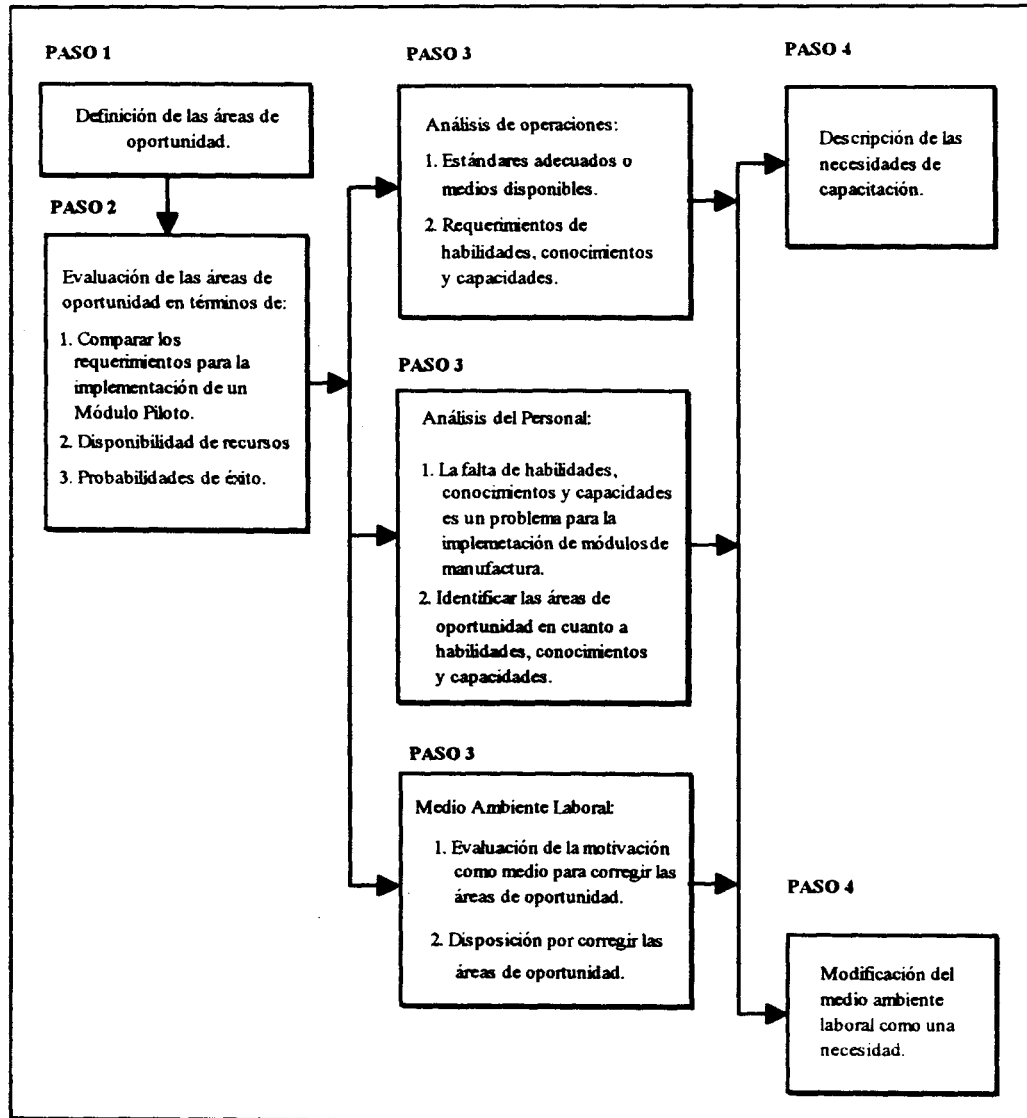 PASO 1
Definición de las áreas de
oportunidad.
PASO 2
Evaluación de las áreas de
oportunidad en términos de:
1. Comparar los
requerimientos para la
implementación de un
Módulo Piloto.
2. Disponibilidad de recursos
3. Probabilidades de éxito.
PASO 3
Análisis de operaciones:
1. Estándares adecuados o
medios disponibles.
2. Requerimientos de
habilidades, conocimientos
y capacidades.
PASO 3
Análisis del Personal:
1. La falta de habilidades,
conocimientos y capacidades
es un problema para la
implemetación de módulos de
manufactura.
2. Identificar las áreas de
oportunidad en cuanto a
habilidades, conocimientos
y capacidades.
PASO 3
Medio Ambiente Laboral:
1. Evaluación de la motivación
como medio para corregir las
áreas de oportunidad.
2. Disposición por corregir las
áreas de oportunidad.
PASO 4
Descripción de las
necesidades de
capacitación.
PASO 4
Modificación del
medio ambiente
laboral como una
necesidad.